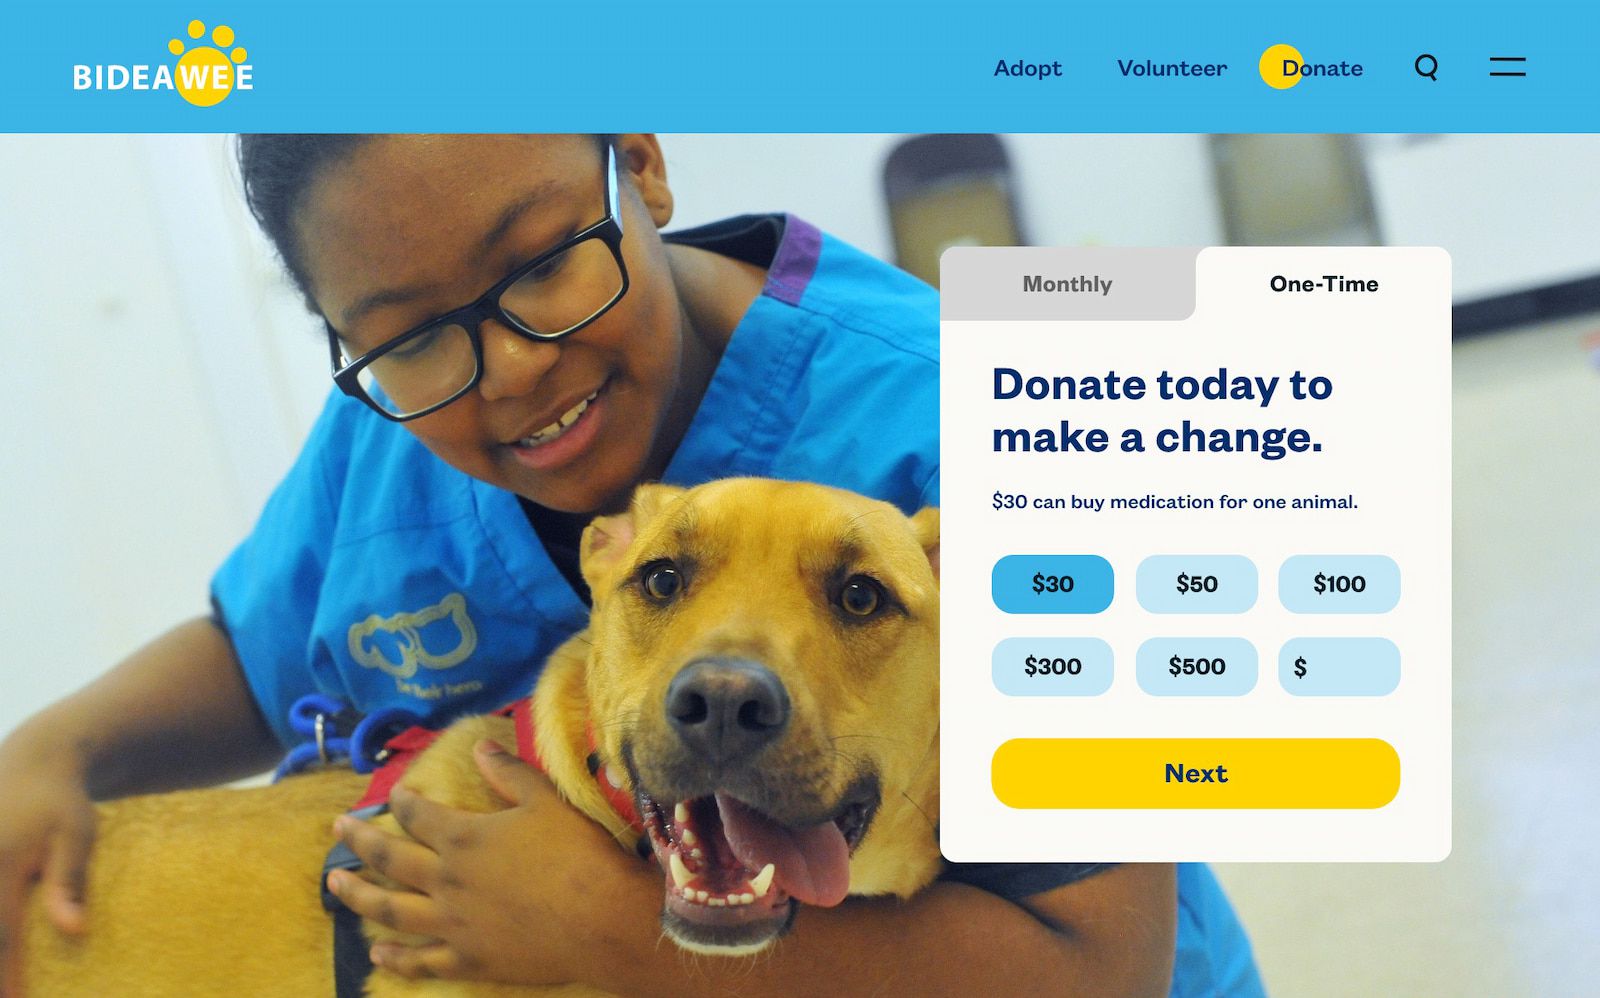 BIDEAWEE
Adopt
Volunteer
Donate
Monthly
One-Time
Donate today to
make a change.
$30 can buy medication for one animal.
$30
$50
$100
$300
$500
$
Next